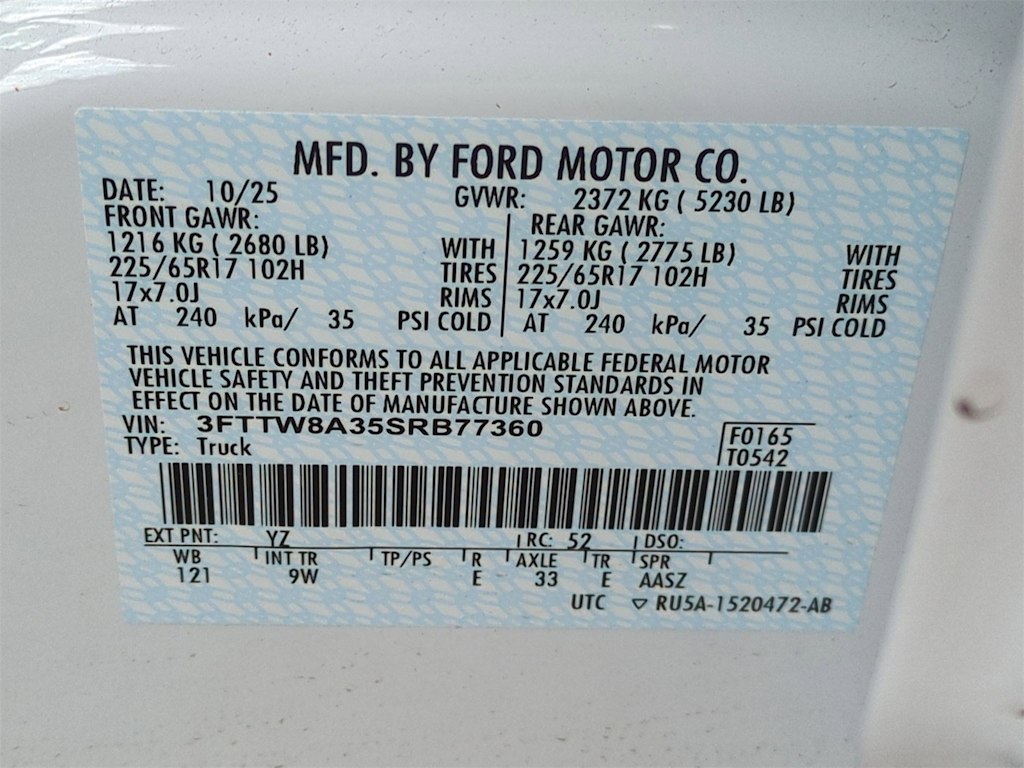 MFD. BY FORD MOTOR CO.
DATE: 10/25 GVWR: 2372 KG ( 5230 LB)
FRONT GAWR: REAR GAWR:
1216 KG ( 2680 LB) WITH 1259 KG ( 2775 LB) WITH
225/65R17 102H TIRES 225/65R17 102H TIRES
17x7.0J RIMS 17x7.0J RIMS
AT 240 kPa/ 35 PSI COLD AT 240 kPa/ 35 PSI COLD
THIS VEHICLE CONFORMS TO ALL APPLICABLE FEDERAL MOTOR
VEHICLE SAFETY AND THEFT PREVENTION STANDARDS IN
EFFECT ON THE DATE OF MANUFACTURE SHOWN ABOVE.
VIN: 3FTTW8A35SRB77360 F0165
TYPE: Truck T0542
EXT PNT: YZ RC: 52 DSO:
WB INT TR TP/PS R AXLE TR SPR
121 9W E 33 E AASZ
UTC ▽ RU5A-1520472-AB